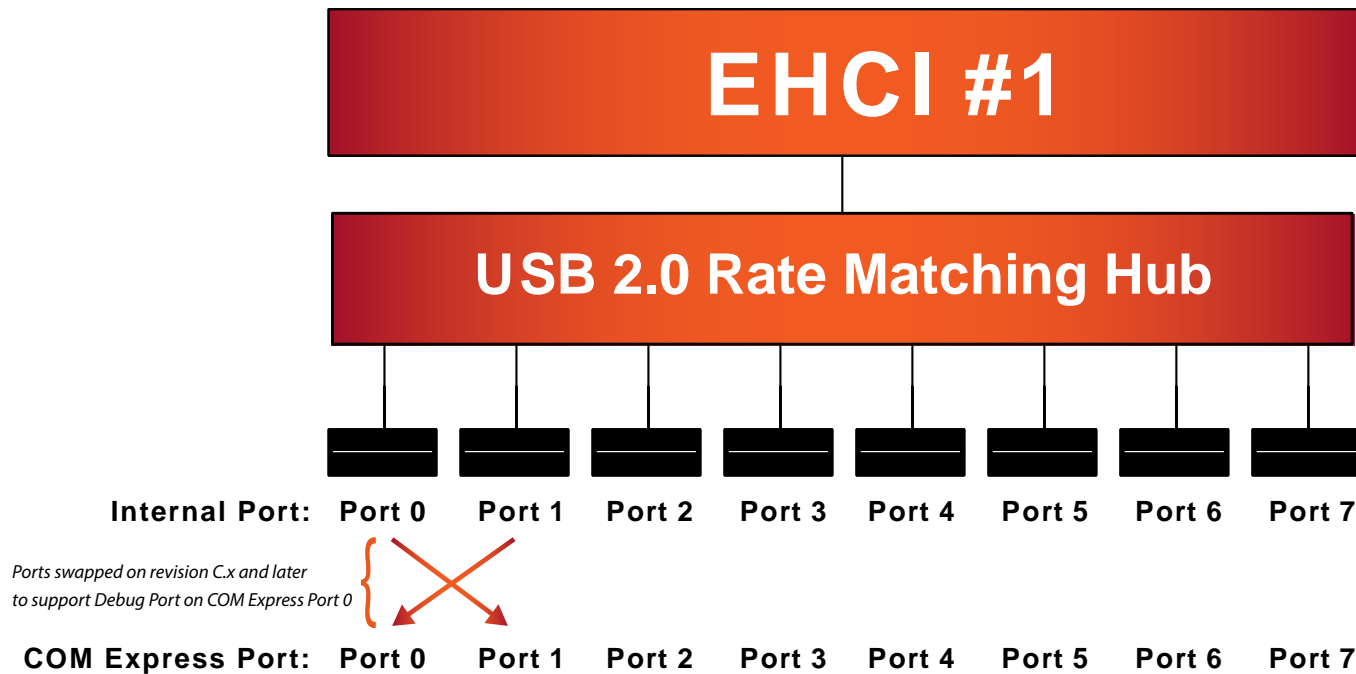 EHCI #1
USB 2.0 Rate Matching Hub
Internal Port: Port 0 Port 1 Port 2 Port 3 Port 4 Port 5 Port 6 Port 7
Ports swapped on revision C.x and later
to support Debug Port on COM Express Port 0
COM Express Port: Port 0 Port 1 Port 2 Port 3 Port 4 Port 5 Port 6 Port 7